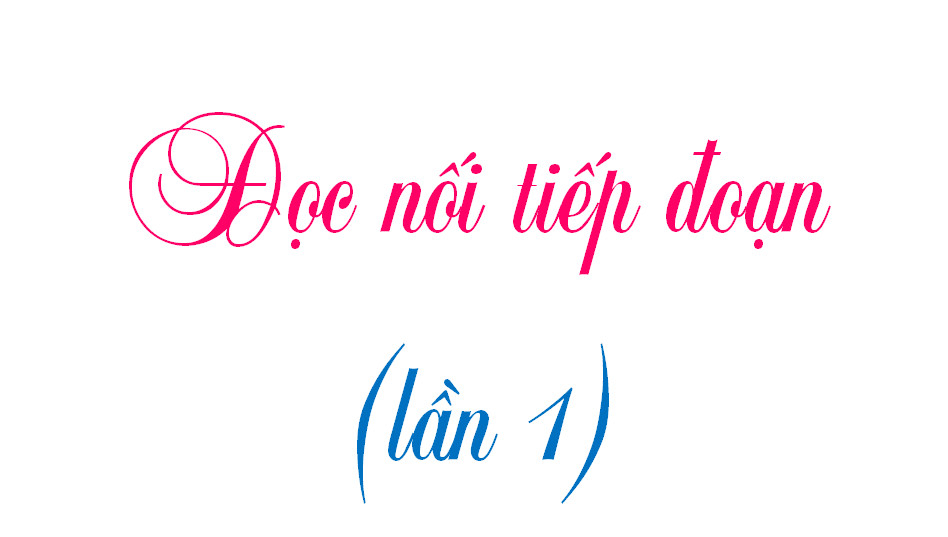 Đọc nối tiếp đoạn
(lần 1)